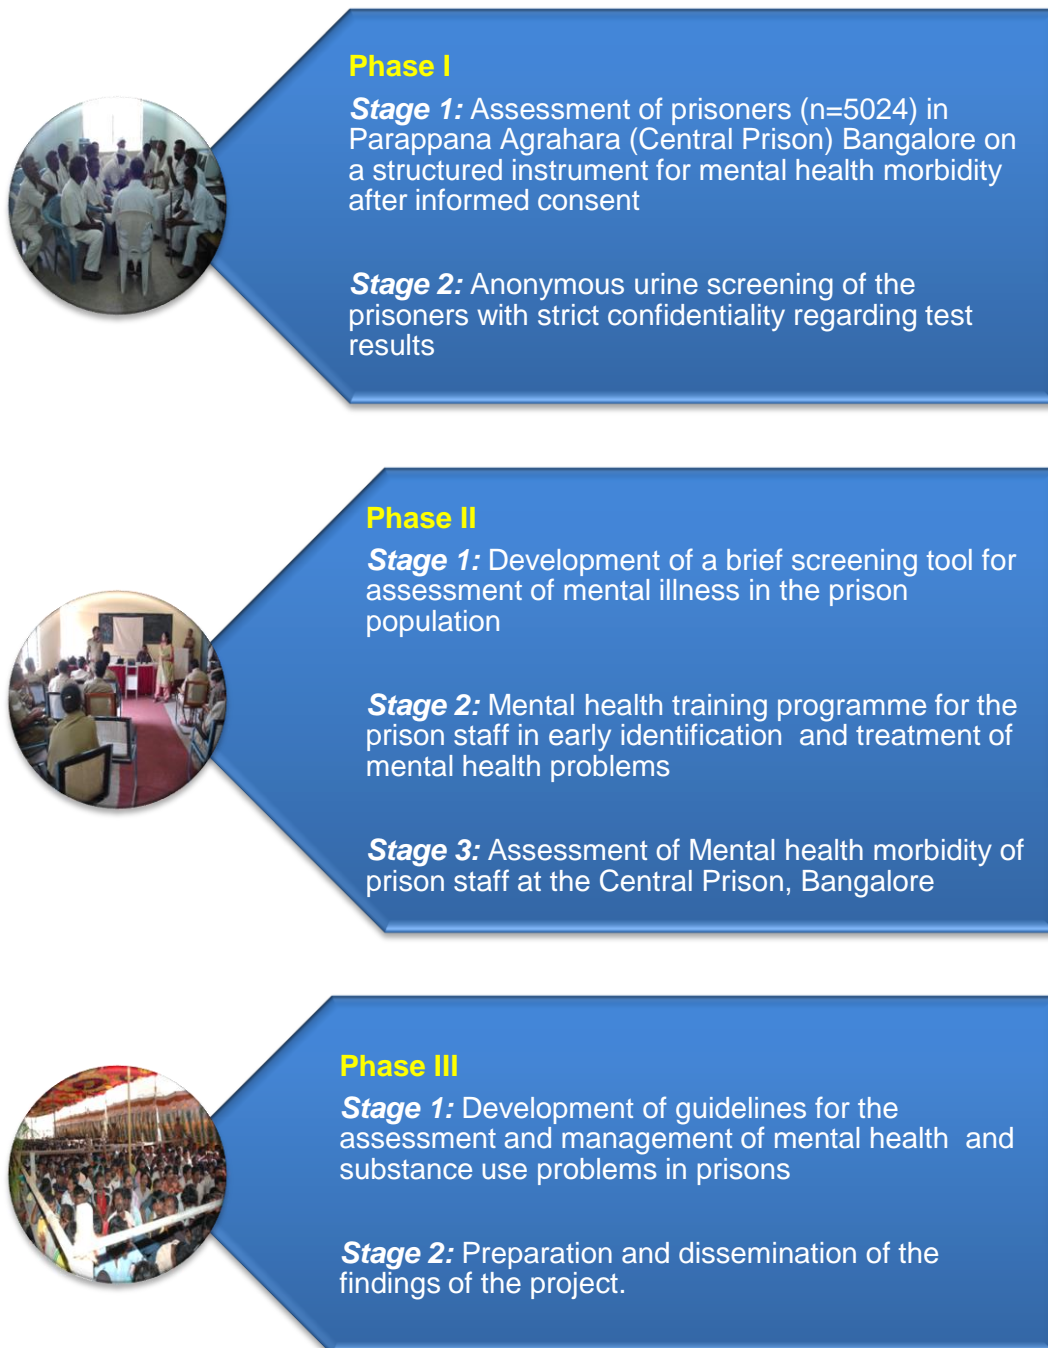 Phase I
Stage 1: Assessment of prisoners (n=5024) in
Parappana Agrahara (Central Prison) Bangalore on
a structured instrument for mental health morbidity
after informed consent
Stage 2: Anonymous urine screening of the
prisoners with strict confidentiality regarding test
results
Phase II
Stage 1: Development of a brief screening tool for
assessment of mental illness in the prison
population
Stage 2: Mental health training programme for the
prison staff in early identification  and treatment of
mental health problems
Stage 3: Assessment of Mental health morbidity of
prison staff at the Central Prison, Bangalore
Phase III
Stage 1: Development of guidelines for the
assessment and management of mental health  and
substance use problems in prisons
Stage 2: Preparation and dissemination of the
findings of the project.